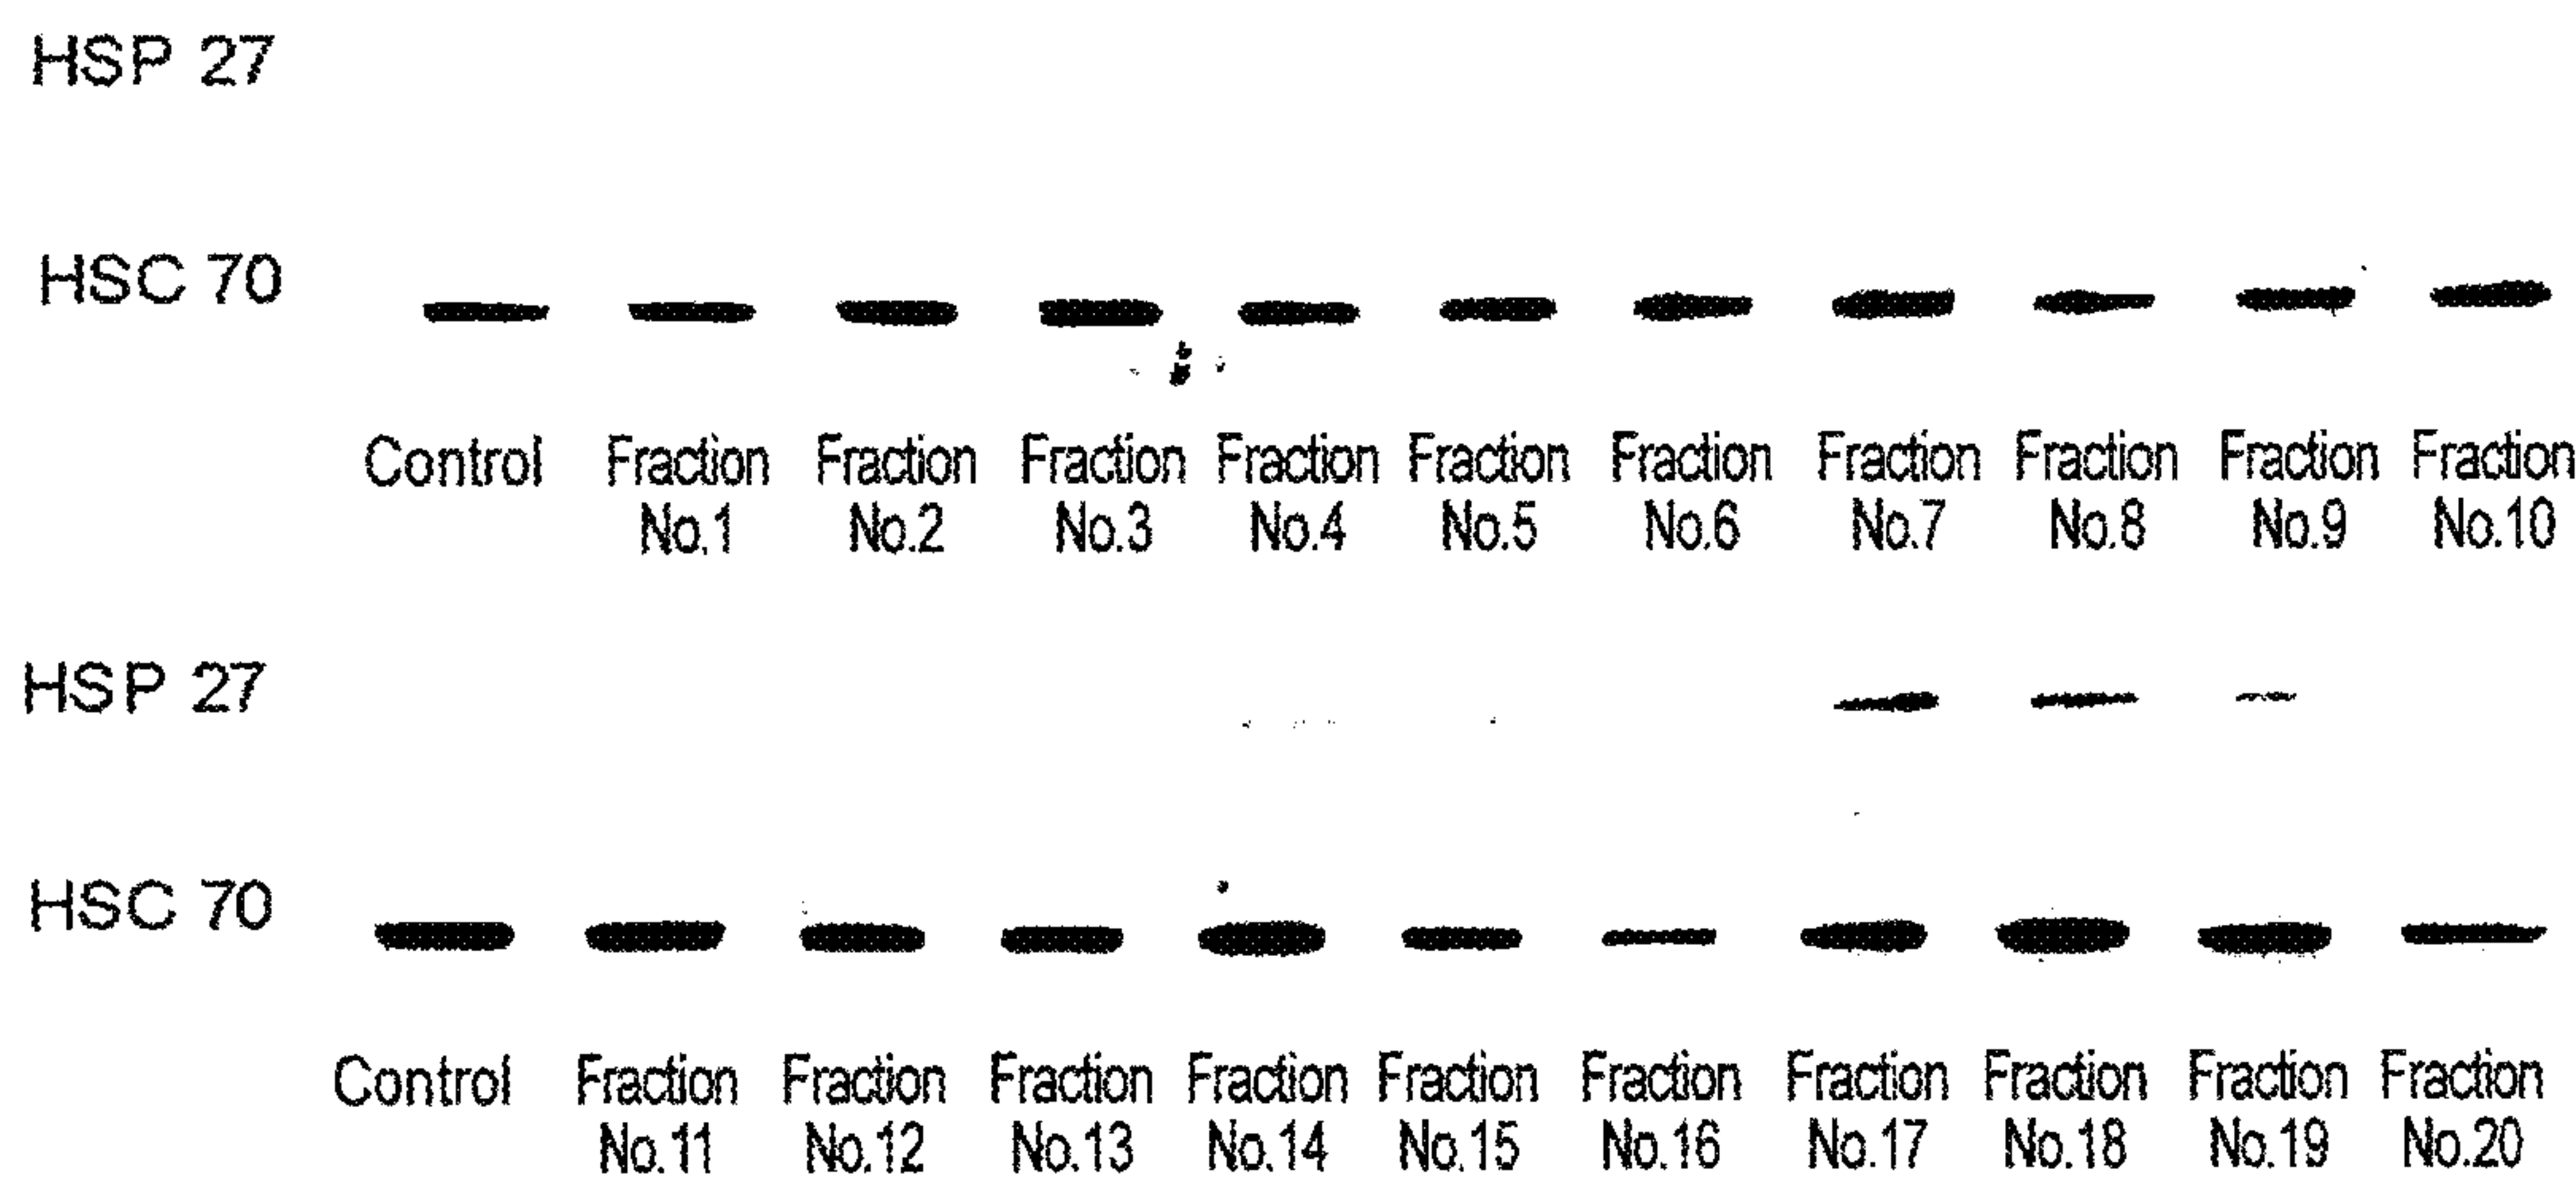 HSP 27
HSC 70
Control Fraction Fraction Fraction Fraction Fraction Fraction Fraction Fraction Fraction Fraction
No.1 No.2 No.3 No.4 No.5 No.6 No.7 No.8 No.9 No.10
HSP 27
HSC 70
Control Fraction Fraction Fraction Fraction Fraction Fraction Fraction Fraction Fraction Fraction
No.11 No.12 No.13 No.14 No.15 No.16 No.17 No.18 No.19 No.20